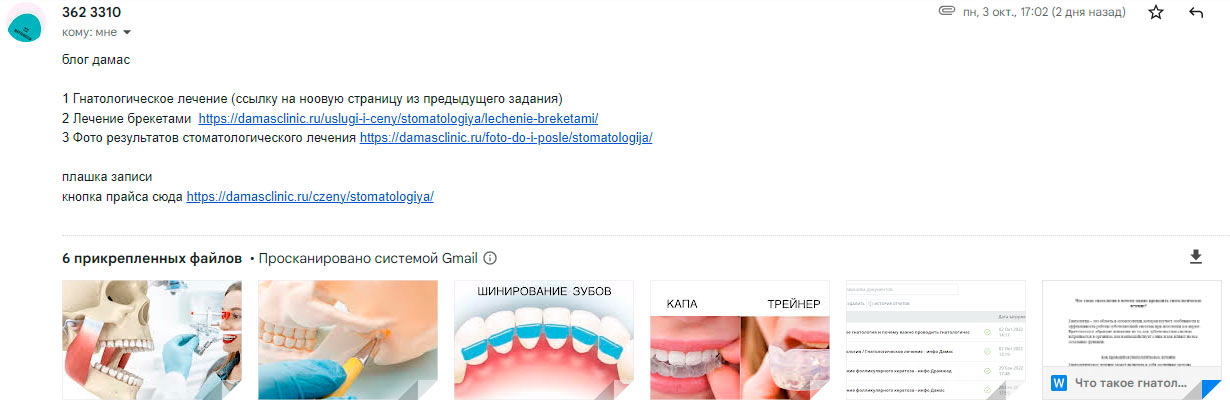 362 3310
пн, 3 окт., 17:02 (2 дня назад)
кому: мне
блог дамас
1 Гнатологическое лечение (ссылку на ноовую страницу из предыдущего задания)
2 Лечение брекетами https://damasclinic.ru/uslugi-i-ceny/stomatologiya/lechenie-breketami/
3 Фото результатов стоматологического лечения https://damasclinic.ru/foto-do-i-posle/stomatologija/
плашка записи
кнопка прайса сюда https://damasclinic.ru/czeny/stomatologiya/
6 прикрепленных файлов • Просканировано системой Gmail
ШИНИРОВАНИЕ ЗУБОВ
КАПА ТРЕЙНЕР
W Что такое гнатол...